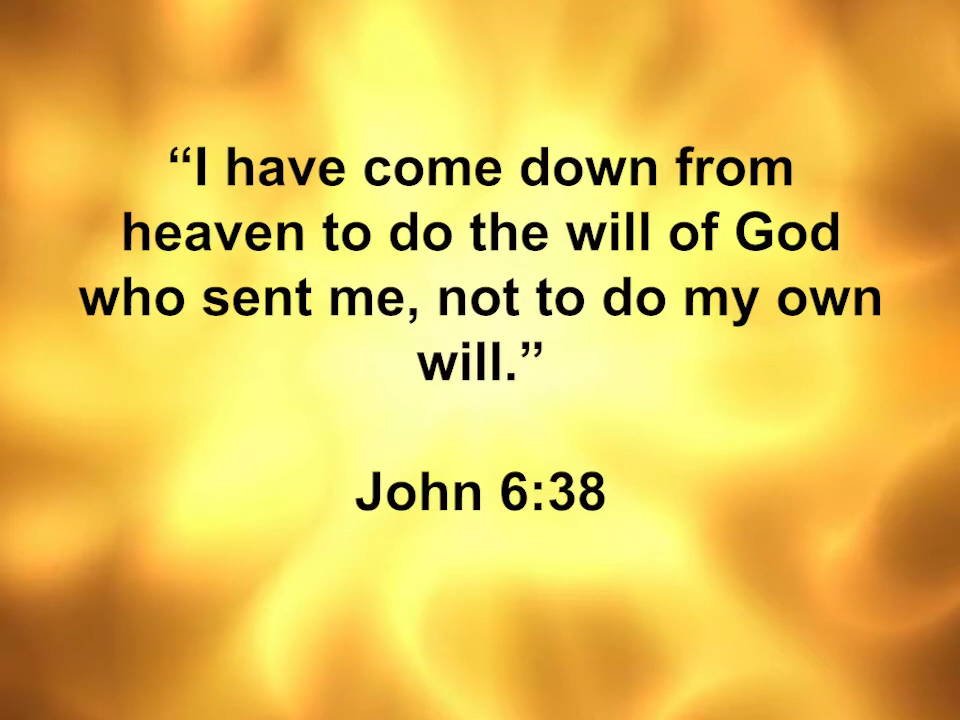 “I have come down from
heaven to do the will of God
who sent me, not to do my own
will.”
John 6:38